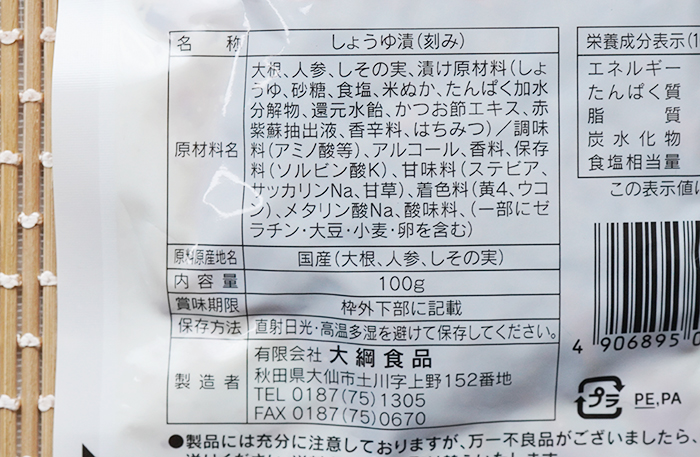 名 称 しょうゆ漬(刻み)
原材料名
大根、人参、しその実、漬け原材料(しょ
うゆ、砂糖、食塩、米ぬか、たんぱく加水
分解物、還元水飴、かつお節エキス、赤
紫蘇抽出液、香辛料、はちみつ)/調味
料(アミノ酸等)、アルコール、香料、保存
料(ソルビン酸K)、甘味料(ステビア、
サッカリンNa、甘草)、着色料(黄4、ウコ
ン)、メタリン酸Na、酸味料、(一部にゼ
ラチン・大豆・小麦・卵を含む)
原料原産地名 国産(大根、人参、しその実)
内容量 100g
賞味期限 枠外下部に記載
保存方法 直射日光・高温多湿を避けて保存してください。
製造者
有限会社 大綱食品
秋田県大仙市土川字上野152番地
TEL 0187(75)1305
FAX 0187(75)0670
●製品には充分に注意しておりますが、万一不良品がございましたら、
栄養成分表示(1
エネルギー
たんぱく質
脂 質
炭水化物
食塩相当量
この表示値は
4 906895 0
プラ PE,PA